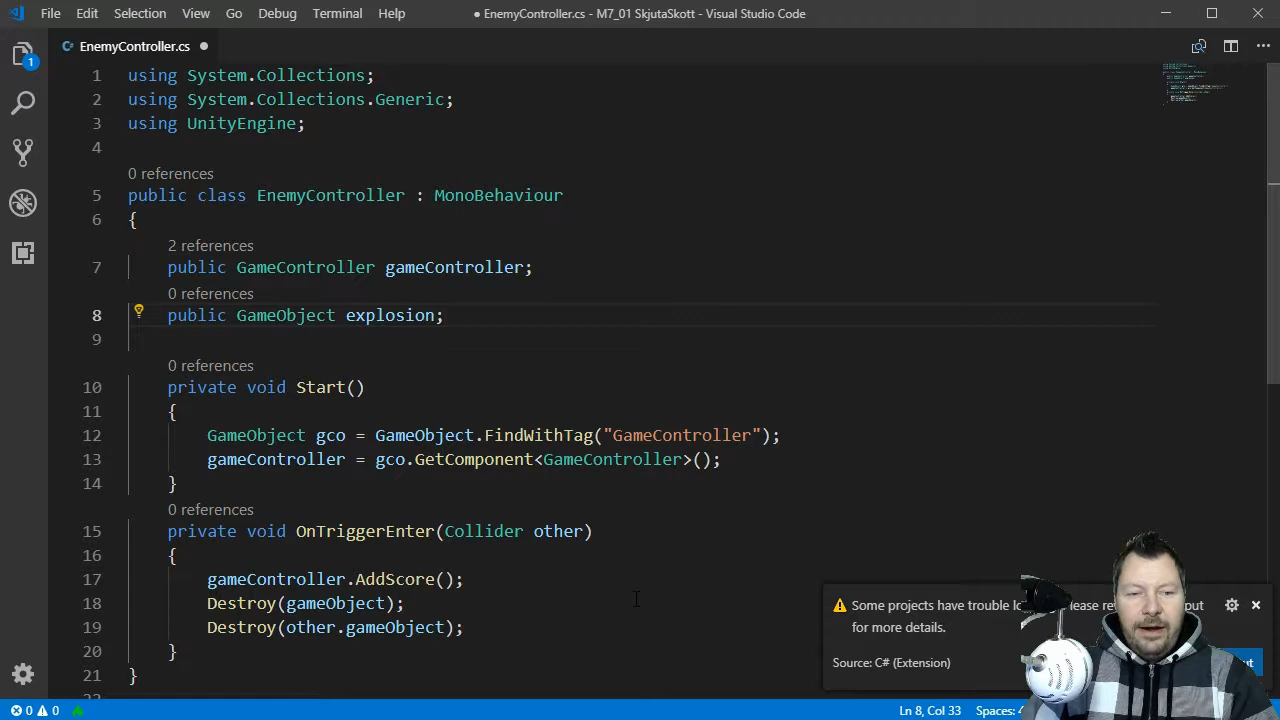 File Edit Selection View Go Debug Terminal Help
● EnemyController.cs - M7_01 SkjutaSkott - Visual Studio Code
EnemyController.cs ●
1
1 using System.Collections;
2 using System.Collections.Generic;
3 using UnityEngine;
4
0 references
5 public class EnemyController : MonoBehaviour
6 {
2 references
7 public GameController gameController;
0 references
8 public GameObject explosion;
9
0 references
10 private void Start()
11 {
12 GameObject gco = GameObject.FindWithTag("GameController");
13 gameController = gco.GetComponent<GameController>();
14 }
0 references
15 private void OnTriggerEnter(Collider other)
16 {
17 gameController.AddScore();
18 Destroy(gameObject);
19 Destroy(other.gameObject);
20 }
21 }
Some projects have trouble
for more details.
Source: C# (Extension)
0 0 Ln 8, Col 33 Spaces: